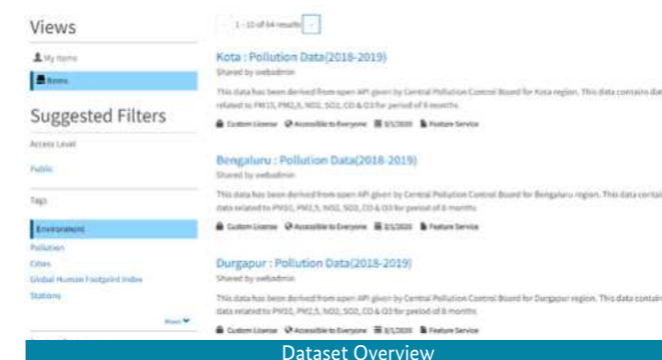 Views
My Items
Items
Suggested Filters
Access Level
Public
Tags
Environment
Pollution
Cities
Global Human Footprint Index
Stations
More
1 - 10 of 64 results
Kota : Pollution Data(2018-2019)
Shared by webadmin
This data has been derived from open API given by Central Pollution Control Board for Kota region. This data contains dat
related to PM10, PM2.5, NO2, SO2, CO & O3 for period of 6 months
Custom License Accessible to Everyone 3/1/2020 Feature Service
Bengaluru : Pollution Data(2018-2019)
Shared by webadmin
This data has been derived from open API given by Central Pollution Control Board for Bengaluru region. This data contai
data related to PM10, PM2.5, NO2, SO2, CO & O3 for period of 6 months
Custom License Accessible to Everyone 3/1/2020 Feature Service
Durgapur : Pollution Data(2018-2019)
Shared by webadmin
This data has been derived from open API given by Central Pollution Control Board for Durgapur region. This data contain
data related to PM10, PM2.5, NO2, SO2, CO & O3 for period of 6 months
Custom License Accessible to Everyone Feature Service
Dataset Overview